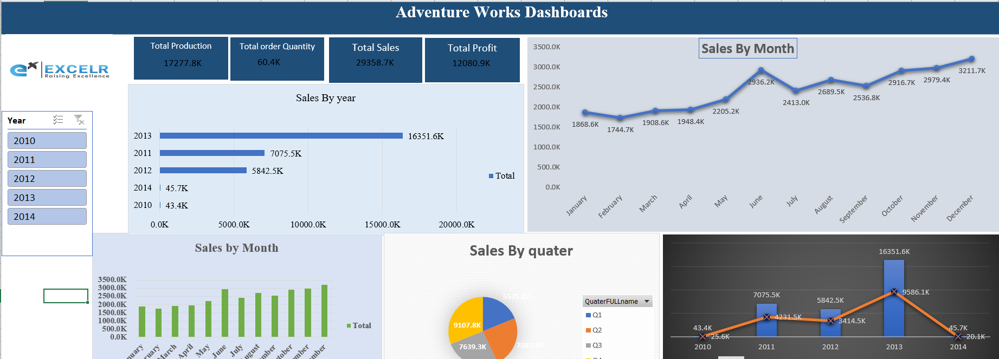 Adventure Works Dashboards
EXCELR
Raising Excellence
Total Production
17277.8K
Total order Quantity
60.4K
Total Sales
29358.7K
Total Profit
12080.9K
Year
2010
2011
2012
2013
2014
Sales By year
2013
16351.6K
2011
7075.5K
2012
5842.5K
2014
45.7K
2010
43.4K
Total
0.0K
5000.0K
10000.0K
15000.0K
20000.0K
Sales By Month
3500.0K
3000.0K
2500.0K
2000.0K
1500.0K
1000.0K
500.0K
0.0K
1868.6K
1744.7K
1908.6K
1948.4K
2205.2K
2936.2K
2413.0K
2689.5K
2536.8K
2916.7K
2979.4K
3211.7K
January
February
March
April
May
June
July
August
September
October
November
December
Sales by Month
3500.0K
3000.0K
2500.0K
2000.0K
1500.0K
1000.0K
500.0K
0.0K
March
April
May
June
July
Total
Sales By quater
9107.8K
7639.3K
QuaterFULLname
Q1
Q2
Q3
16351.6K
9586.1K
7075.5K
4231.5K
5842.5K
3414.5K
43.4K
25.6K
45.7K
20.1K
2010
2011
2012
2013
2014